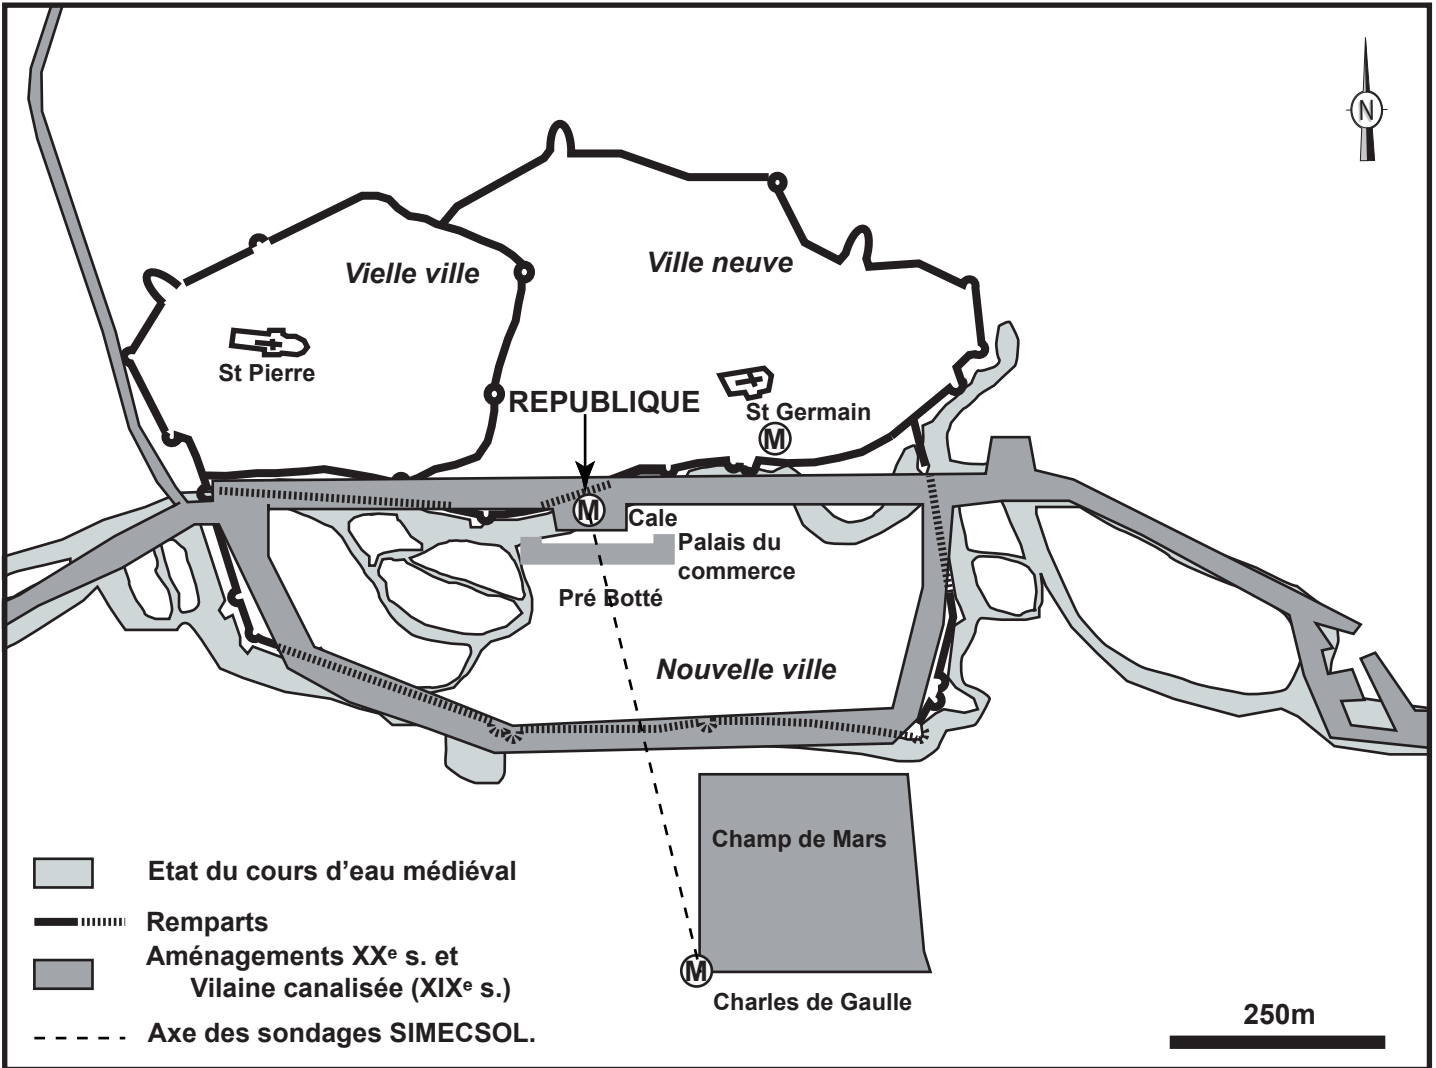 N
Vielle ville
Ville neuve
St Pierre
REPUBLIQUE
St Germain
M
M
Cale
Palais du
commerce
Pré Botté
Nouvelle ville
Champ de Mars
M
Charles de Gaulle
Etat du cours d’eau médiéval
Remparts
Aménagements XXe s. et
Vilaine canalisée (XIXe s.)
Axe des sondages SIMECSOL.
250m